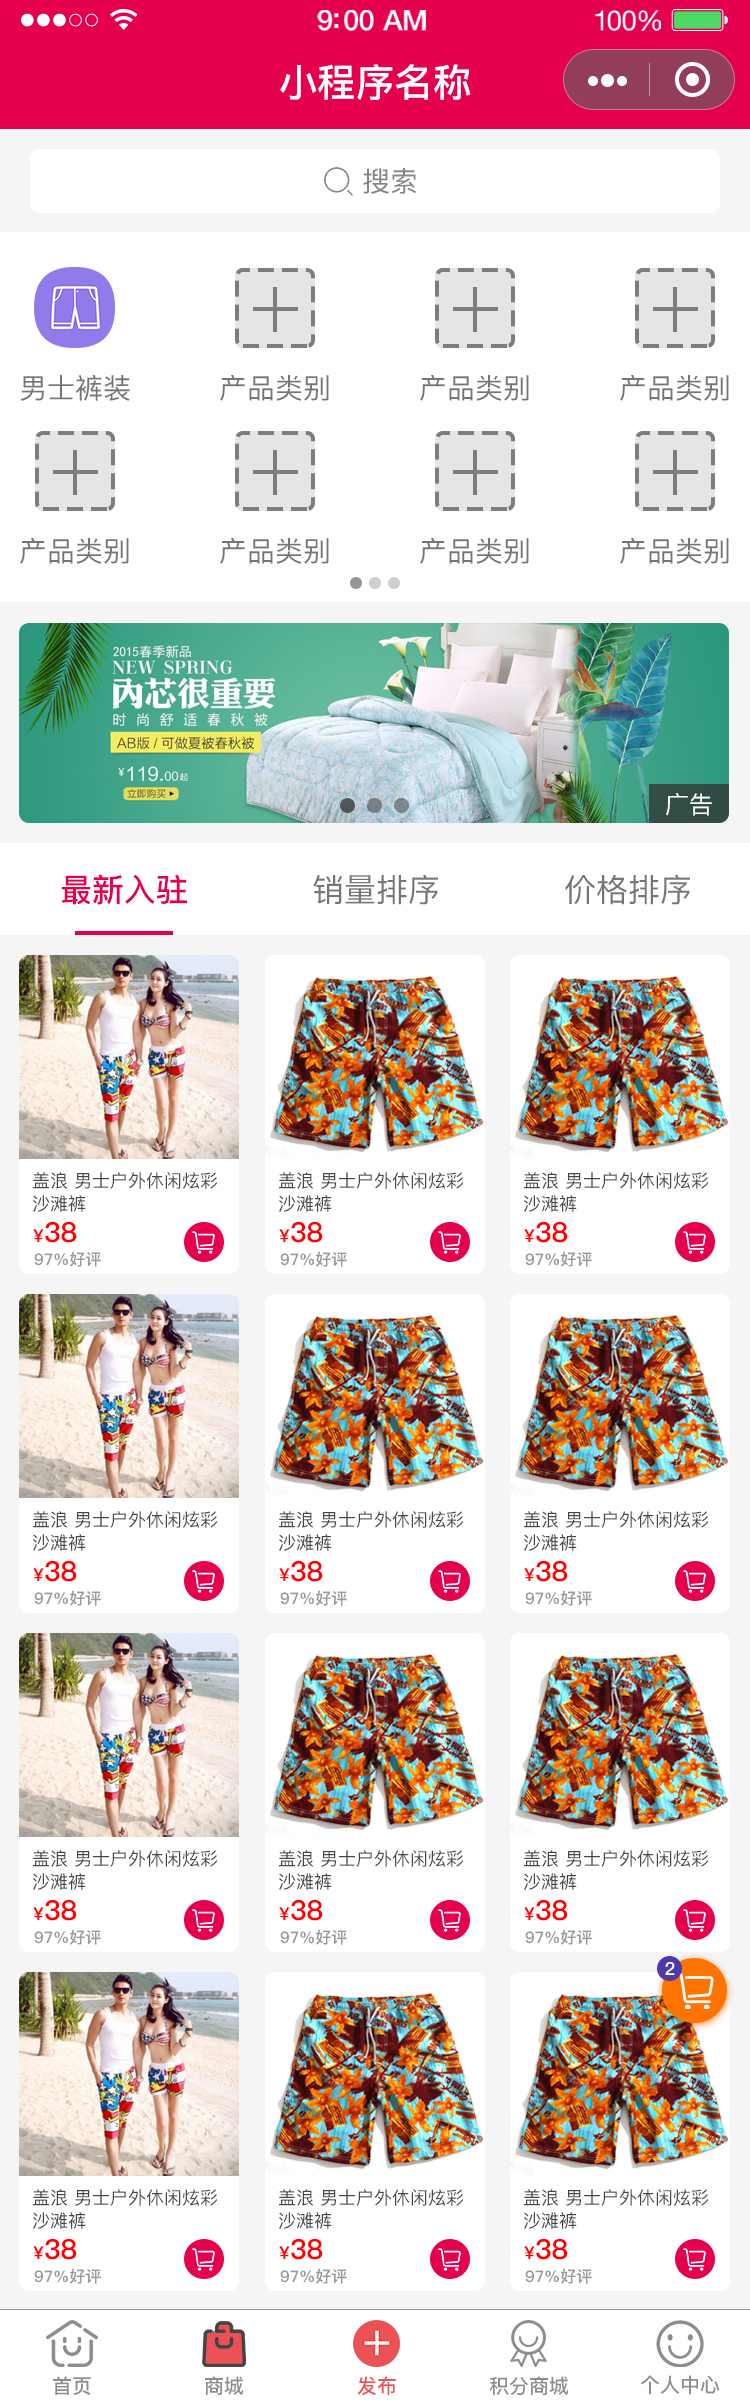 9:00 AM
100%
小程序名称
搜索
男士裤装
产品类别
产品类别
产品类别
产品类别
产品类别
产品类别
产品类别
2015春季新品
NEW SPRING
内芯很重要
时尚舒适春秋被
AB版 / 可做夏被春秋被
¥119.00起
立即购买
广告
最新入驻
销量排序
价格排序
盖浪 男士户外休闲炫彩
沙滩裤
¥38
97%好评
盖浪 男士户外休闲炫彩
沙滩裤
¥38
97%好评
盖浪 男士户外休闲炫彩
沙滩裤
¥38
97%好评
盖浪 男士户外休闲炫彩
沙滩裤
¥38
97%好评
盖浪 男士户外休闲炫彩
沙滩裤
¥38
97%好评
盖浪 男士户外休闲炫彩
沙滩裤
¥38
97%好评
盖浪 男士户外休闲炫彩
沙滩裤
¥38
97%好评
盖浪 男士户外休闲炫彩
沙滩裤
¥38
97%好评
盖浪 男士户外休闲炫彩
沙滩裤
¥38
97%好评
2
盖浪 男士户外休闲炫彩
沙滩裤
¥38
97%好评
盖浪 男士户外休闲炫彩
沙滩裤
¥38
97%好评
盖浪 男士户外休闲炫彩
沙滩裤
¥38
97%好评
首页
商城
发布
积分商城
个人中心